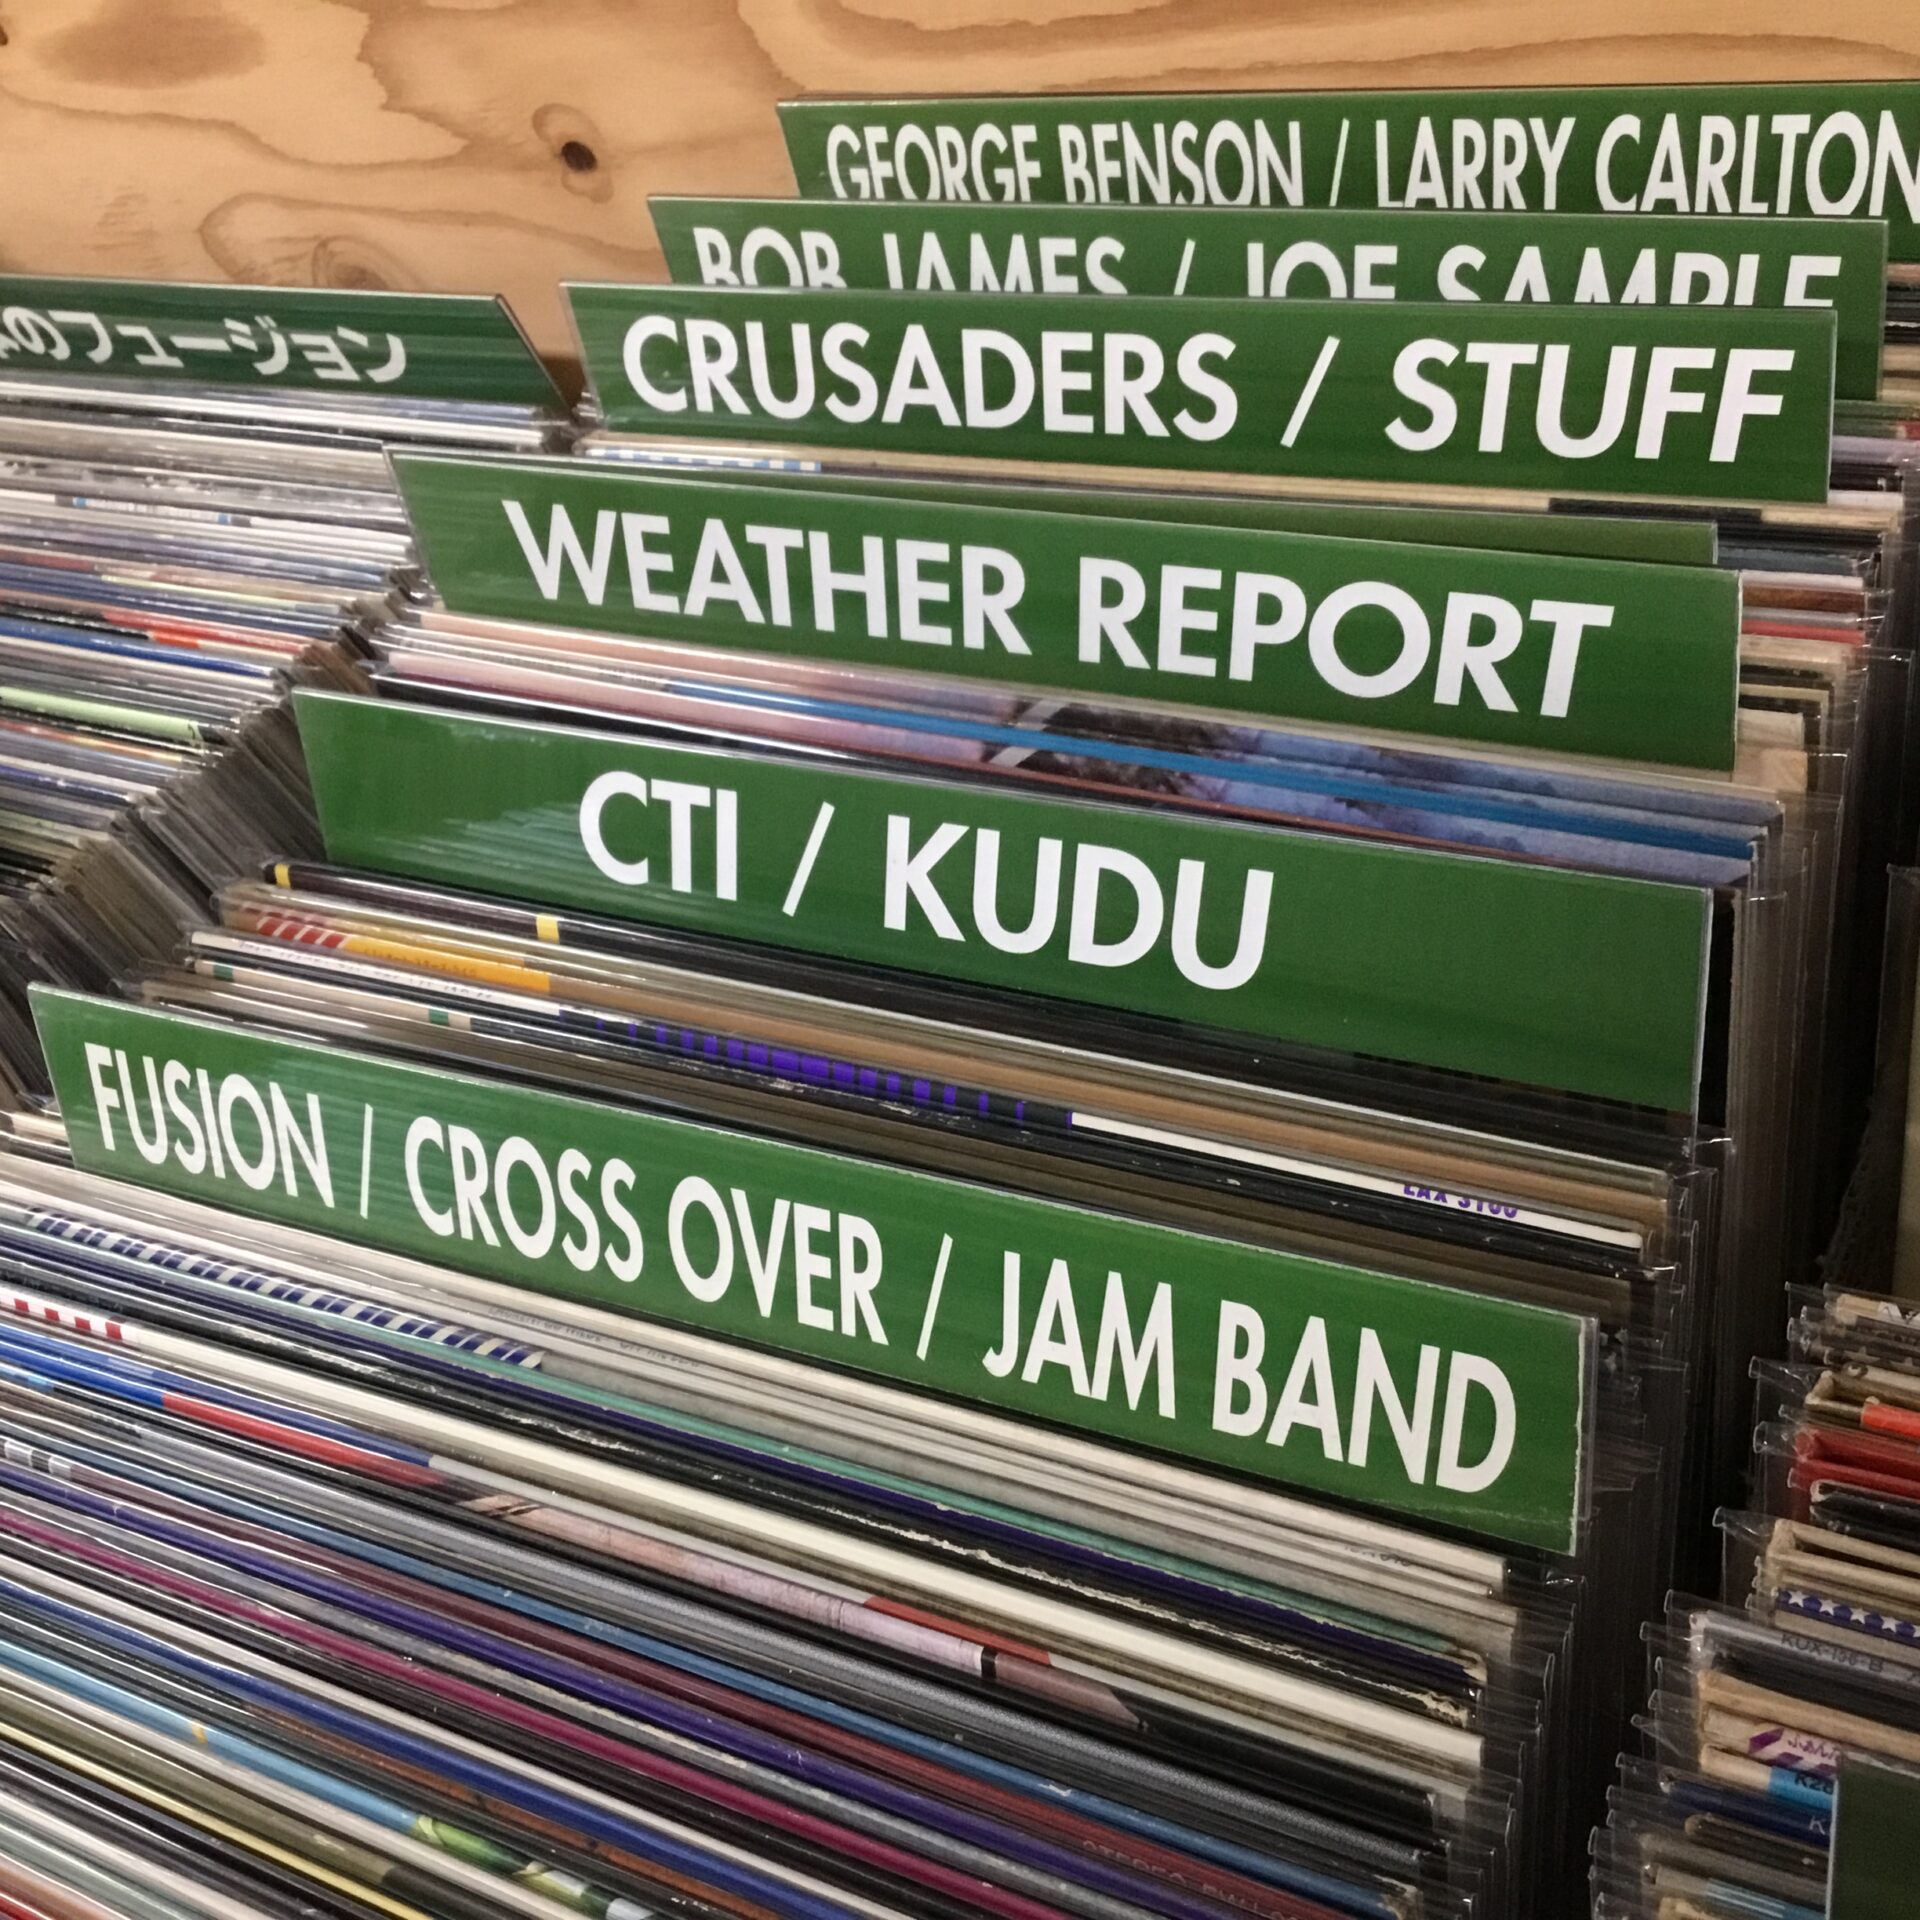 GEORGE BENSON / LARRY CARLTON
BOB JAMES / JOE SAMPLE
のフュージョン
CRUSADERS / STUFF
WEATHER REPORT
CTI / KUDU
FUSION / CROSS OVER / JAM BAND